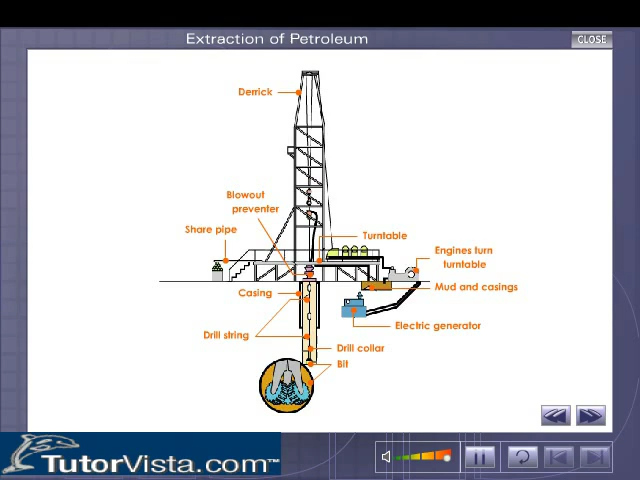 Extraction of Petroleum
CLOSE
Derrick
Blowout
preventer
Share pipe
Turntable
Engines turn
turntable
Mud and casings
Casing
Electric generator
Drill string
Drill collar
Bit
TutorVista.com™